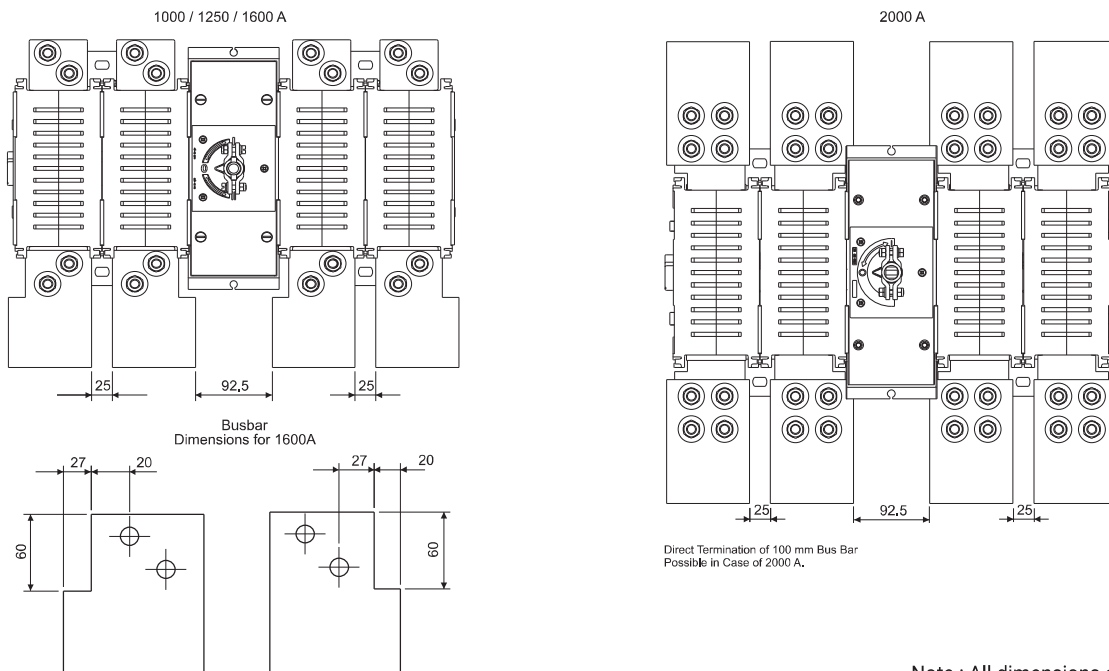 1000 / 1250 / 1600 A
25
92.5
25
Busbar
Dimensions for 1600A
27
20
60
27
20
60
2000 A
25
92.5
25
Direct Termination of 100 mm Bus Bar
Possible in Case of 2000 A.
Note : All dimensions